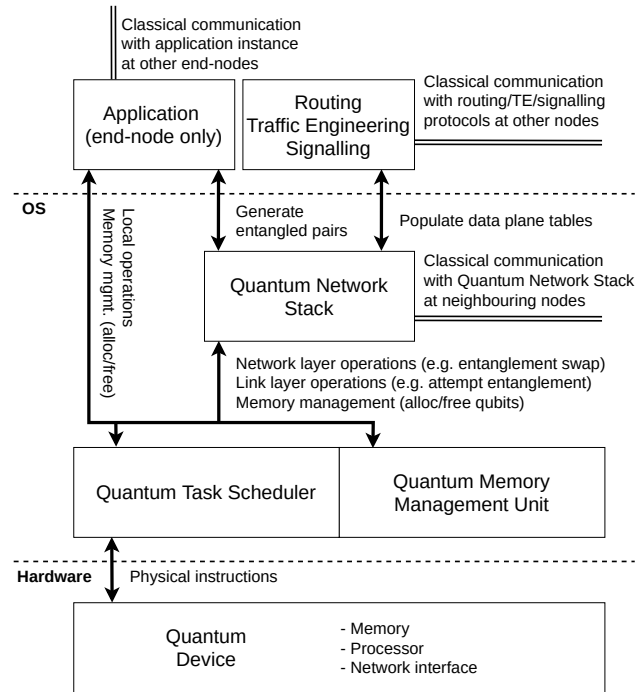 Classical communication
with application instance
at other end-nodes
Application
(end-node only)
Routing
Traffic Engineering
Signalling
Classical communication
with routing/TE/signalling
protocols at other nodes
OS
Local operations
Memory mgmt. (alloc/free)
Generate
entangled pairs
Populate data plane tables
Quantum Network
Stack
Classical communication
with Quantum Network Stack
at neighbouring nodes
Network layer operations (e.g. entanglement swap)
Link layer operations (e.g. attempt entanglement)
Memory management (alloc/free qubits)
Quantum Task Scheduler
Quantum Memory
Management Unit
Hardware
Physical instructions
Quantum
Device
- Memory
- Processor
- Network interface